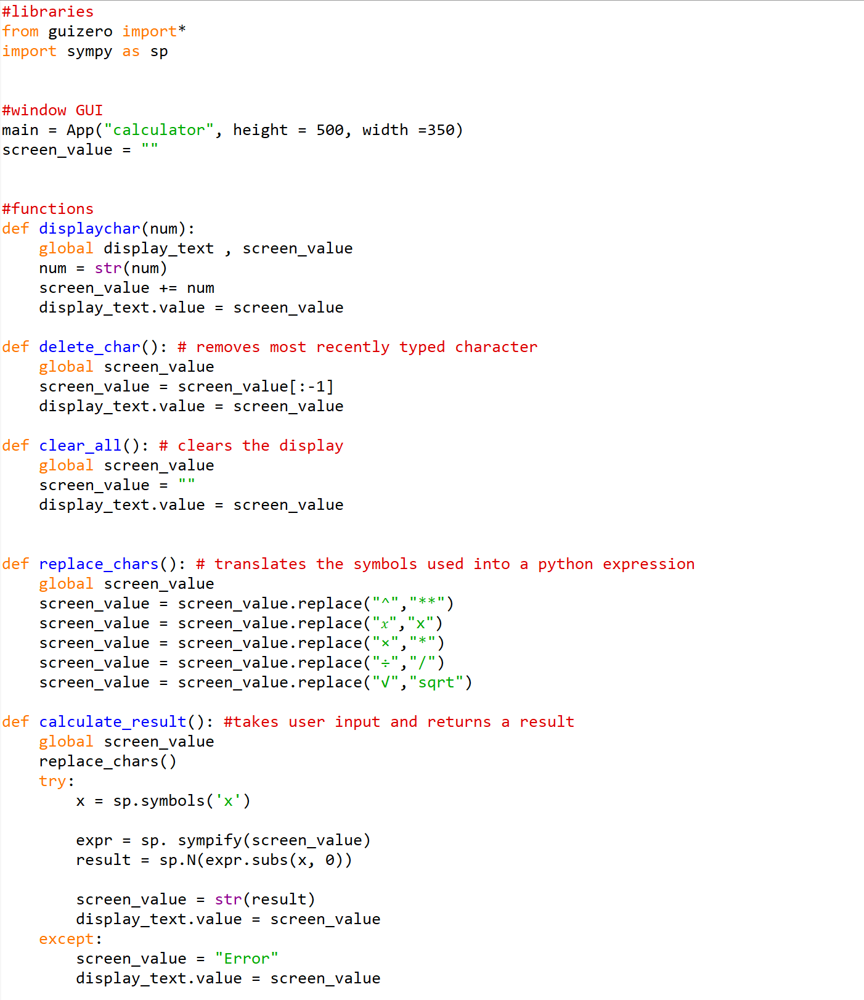 #libraries
from guizero import*
import sympy as sp
#window GUI
main = App("calculator", height = 500, width =350)
screen_value = ""
#functions
def displaychar(num):
    global display_text , screen_value
    num = str(num)
    screen_value += num
    display_text.value = screen_value
def delete_char(): # removes most recently typed character
    global screen_value
    screen_value = screen_value[:-1]
    display_text.value = screen_value
def clear_all(): # clears the display
    global screen_value
    screen_value = ""
    display_text.value = screen_value
def replace_chars(): # translates the symbols used into a python expression
    global screen_value
    screen_value = screen_value.replace("^","**")
    screen_value = screen_value.replace("𝑥","x")
    screen_value = screen_value.replace("×","*")
    screen_value = screen_value.replace("÷","/")
    screen_value = screen_value.replace("√","sqrt")
def calculate_result(): #takes user input and returns a result
    global screen_value
    replace_chars()
    try:
        x = sp.symbols('x')
        expr = sp. sympify(screen_value)
        result = sp.N(expr.subs(x, 0))
        screen_value = str(result)
        display_text.value = screen_value
    except:
        screen_value = "Error"
        display_text.value = screen_value